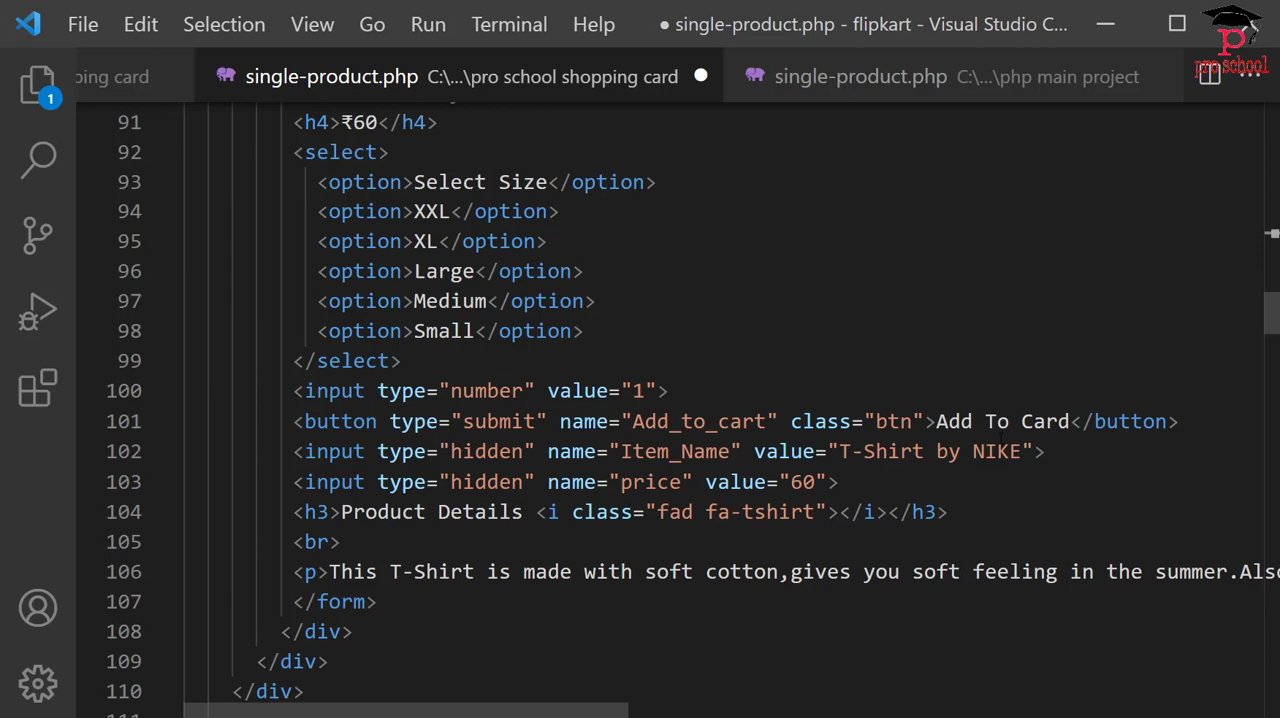 File Edit Selection View Go Run Terminal Help ● single-product.php - flipkart - Visual Studio C...
p
pro school
ping card single-product.php C:\...\pro school shopping card ● single-product.php C:\...\php main project
1
91 <h4>₹60</h4>
92 <select>
93 <option>Select Size</option>
94 <option>XXL</option>
95 <option>XL</option>
96 <option>Large</option>
97 <option>Medium</option>
98 <option>Small</option>
99 </select>
100 <input type="number" value="1">
101 <button type="submit" name="Add_to_cart" class="btn">Add To Card</button>
102 <input type="hidden" name="Item_Name" value="T-Shirt by NIKE">
103 <input type="hidden" name="price" value="60">
104 <h3>Product Details <i class="fad fa-tshirt"></i></h3>
105 <br>
106 <p>This T-Shirt is made with soft cotton,gives you soft feeling in the summer.Also
107 </form>
108 </div>
109 </div>
110 </div>